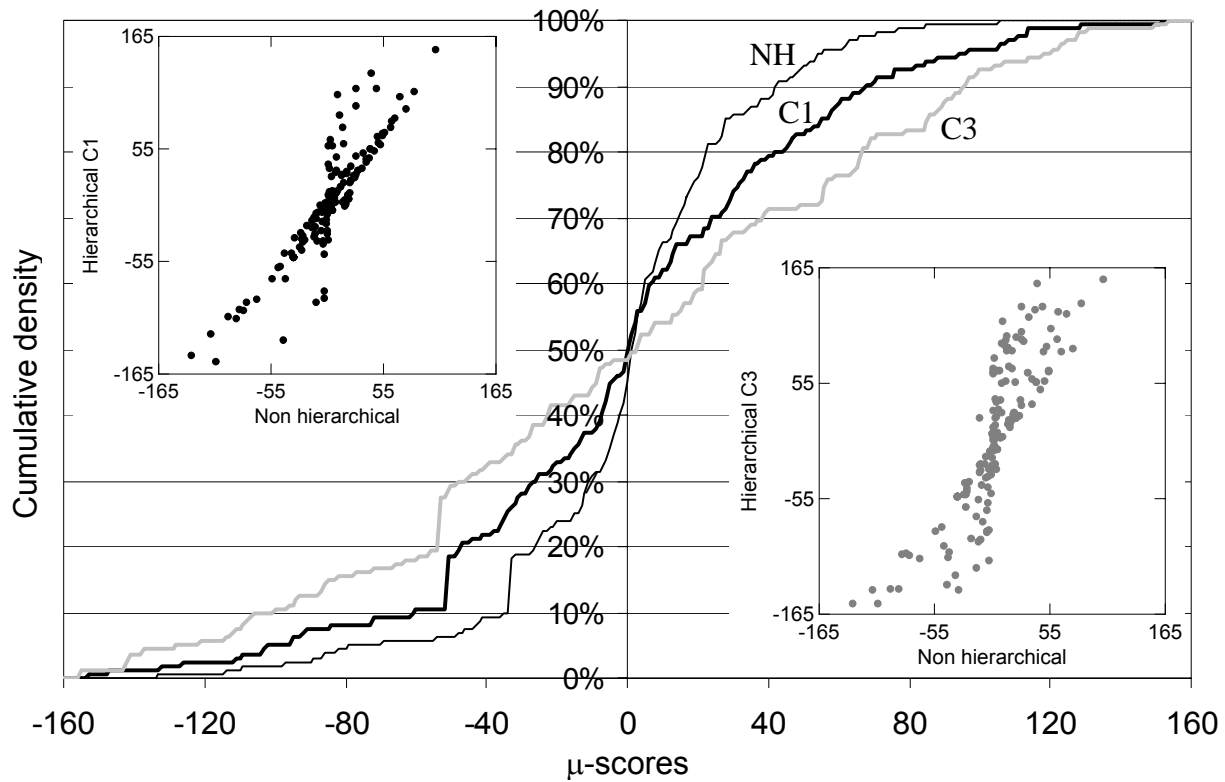 100%
90%
80%
70%
60%
50%
40%
30%
20%
10%
0%
Cumulative density
-160 -120 -80 -40 0 40 80 120 160
μ-scores
NH
C1
C3
165
55
-55
-165
Hierarchical C1
-165 -55 55 165
Non hierarchical
165
55
-55
-165
Hierarchical C3
-165 -55 55 165
Non hierarchical